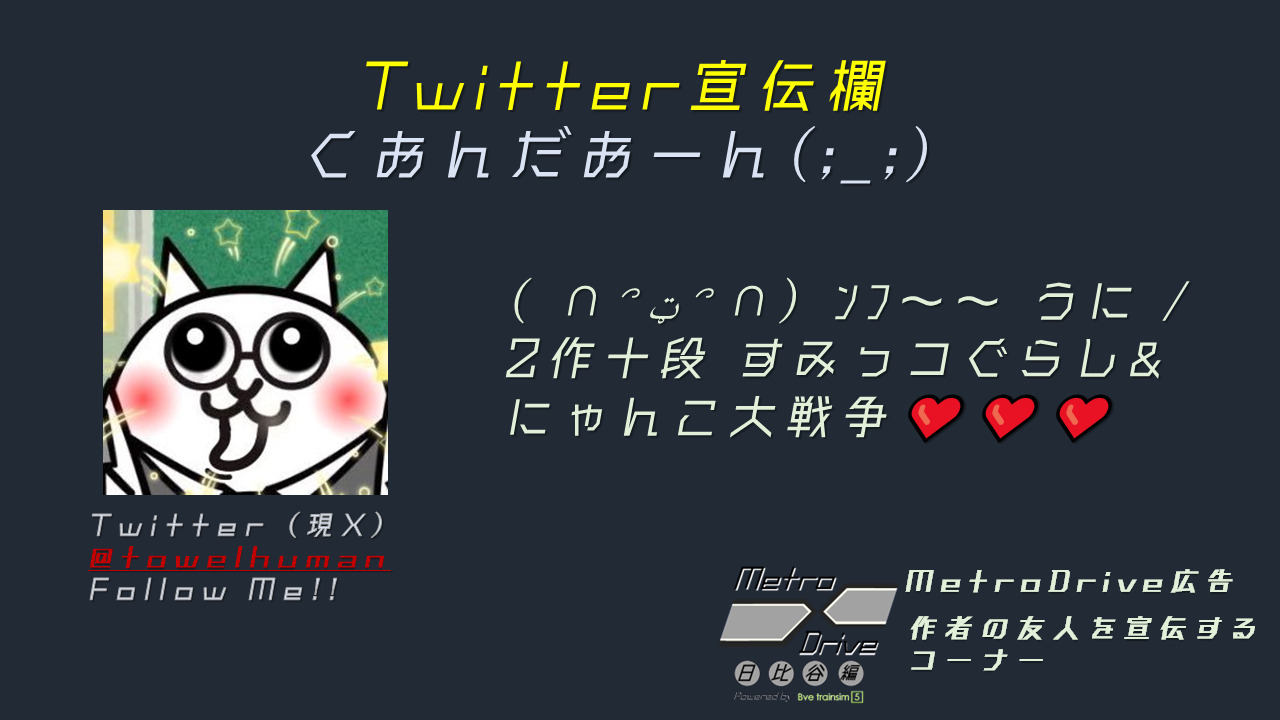 Twitter宣伝欄
くあんだあーん(;_;)
( ∩ ᵔټᵔ ∩) ﾝﾌ〜〜 うに /
Z作十段 すみっコぐらし&
にゃんこ大戦争❤❤❤
Twitter(現X)
@towelhuman
Follow Me!!
Metro
Drive
日比谷編
Powered by Bve trainsim 5
MetroDrive広告
作者の友人を宣伝する
コーナー